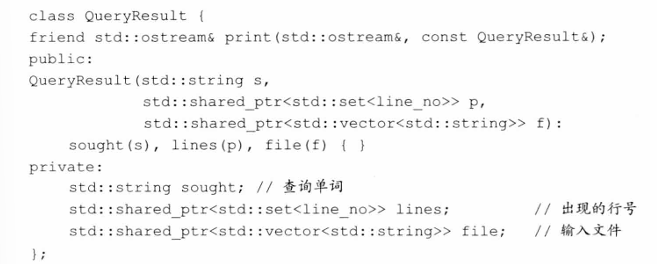 class QueryResult {
friend std::ostream& print(std::ostream&, const QueryResult&);
public:
QueryResult(std::string s,
            std::shared_ptr<std::set<line_no>> p,
            std::shared_ptr<std::vector<std::string>> f):
    sought(s), lines(p), file(f) { }
private:
    std::string sought; // 查询单词
    std::shared_ptr<std::set<line_no>> lines;         // 出现的行号
    std::shared_ptr<std::vector<std::string>> file;   // 输入文件
};